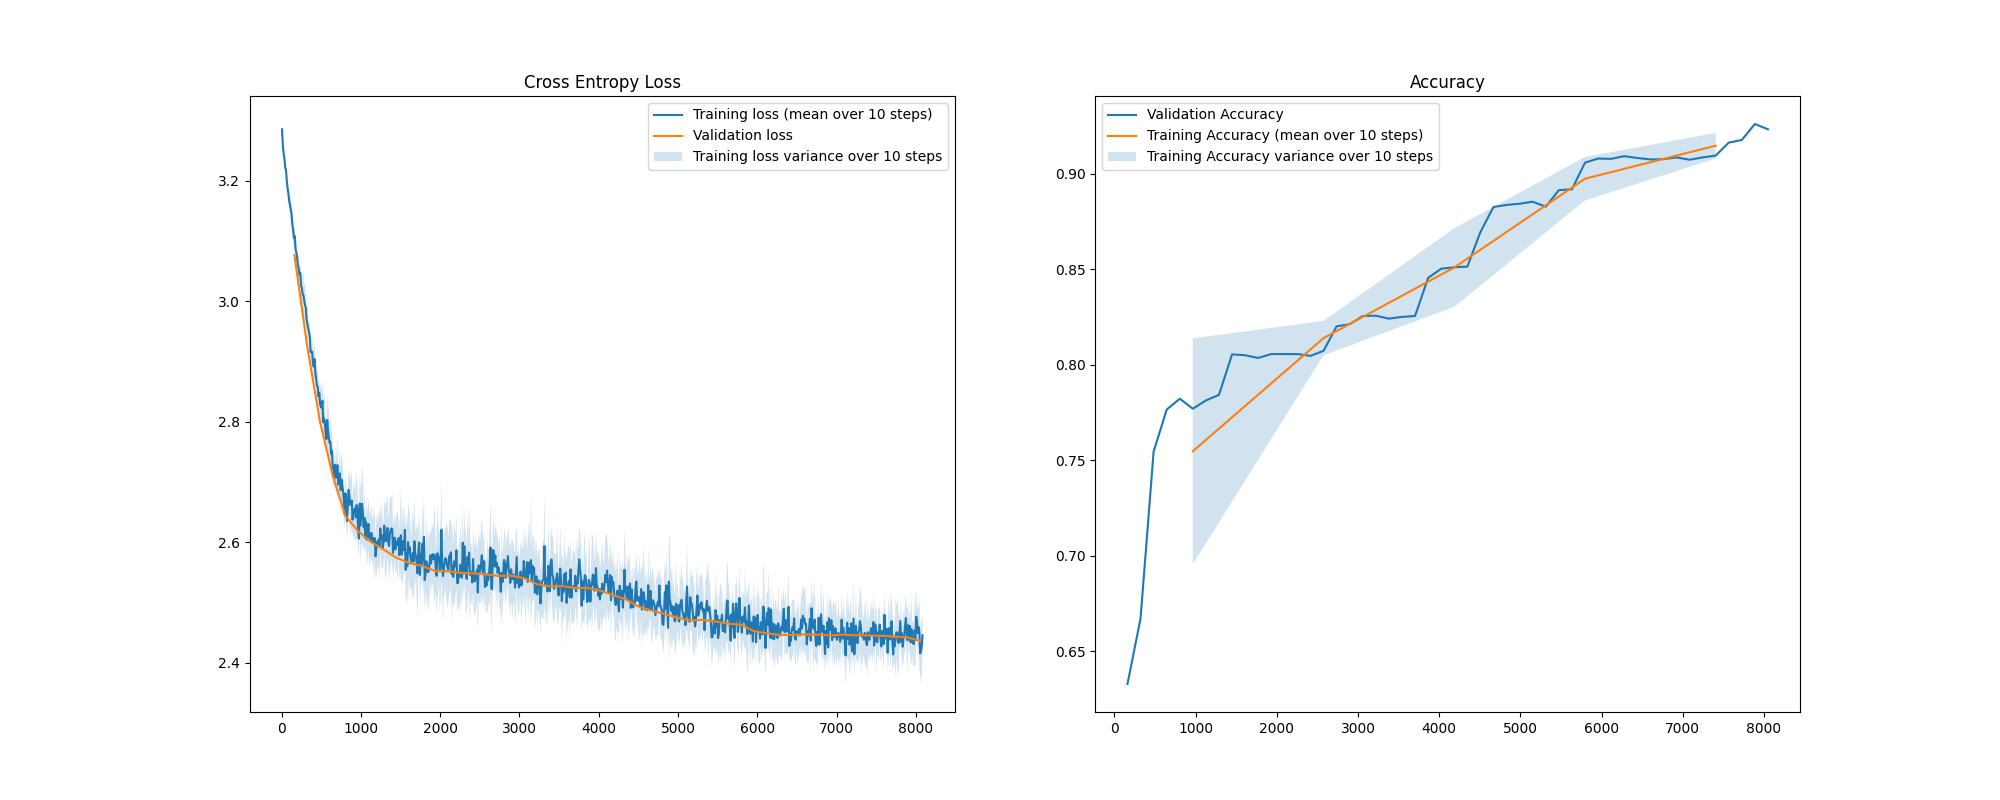 Cross Entropy Loss
Training loss (mean over 10 steps)
Validation loss
Training loss variance over 10 steps
3.2
3.0
2.8
2.6
2.4
0 1000 2000 3000 4000 5000 6000 7000 8000
Accuracy
Validation Accuracy
Training Accuracy (mean over 10 steps)
Training Accuracy variance over 10 steps
0.90
0.85
0.80
0.75
0.70
0.65
0 1000 2000 3000 4000 5000 6000 7000 8000